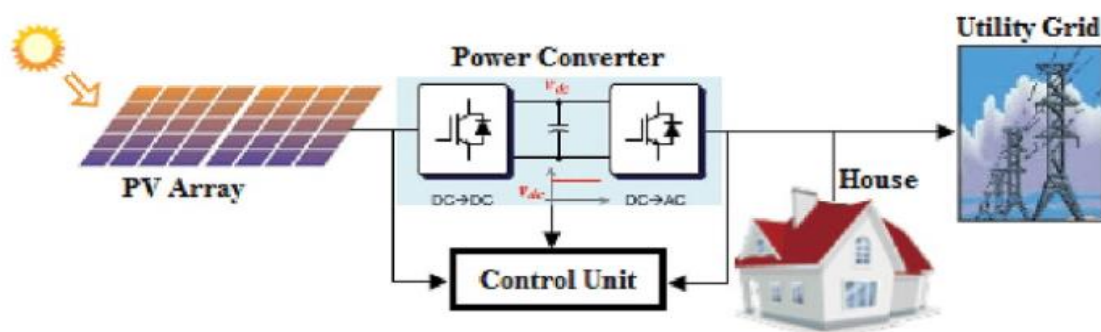 Utility Grid
Power Converter
v_dc
PV Array
v_dc
DC→DC
DC→AC
House
Control Unit